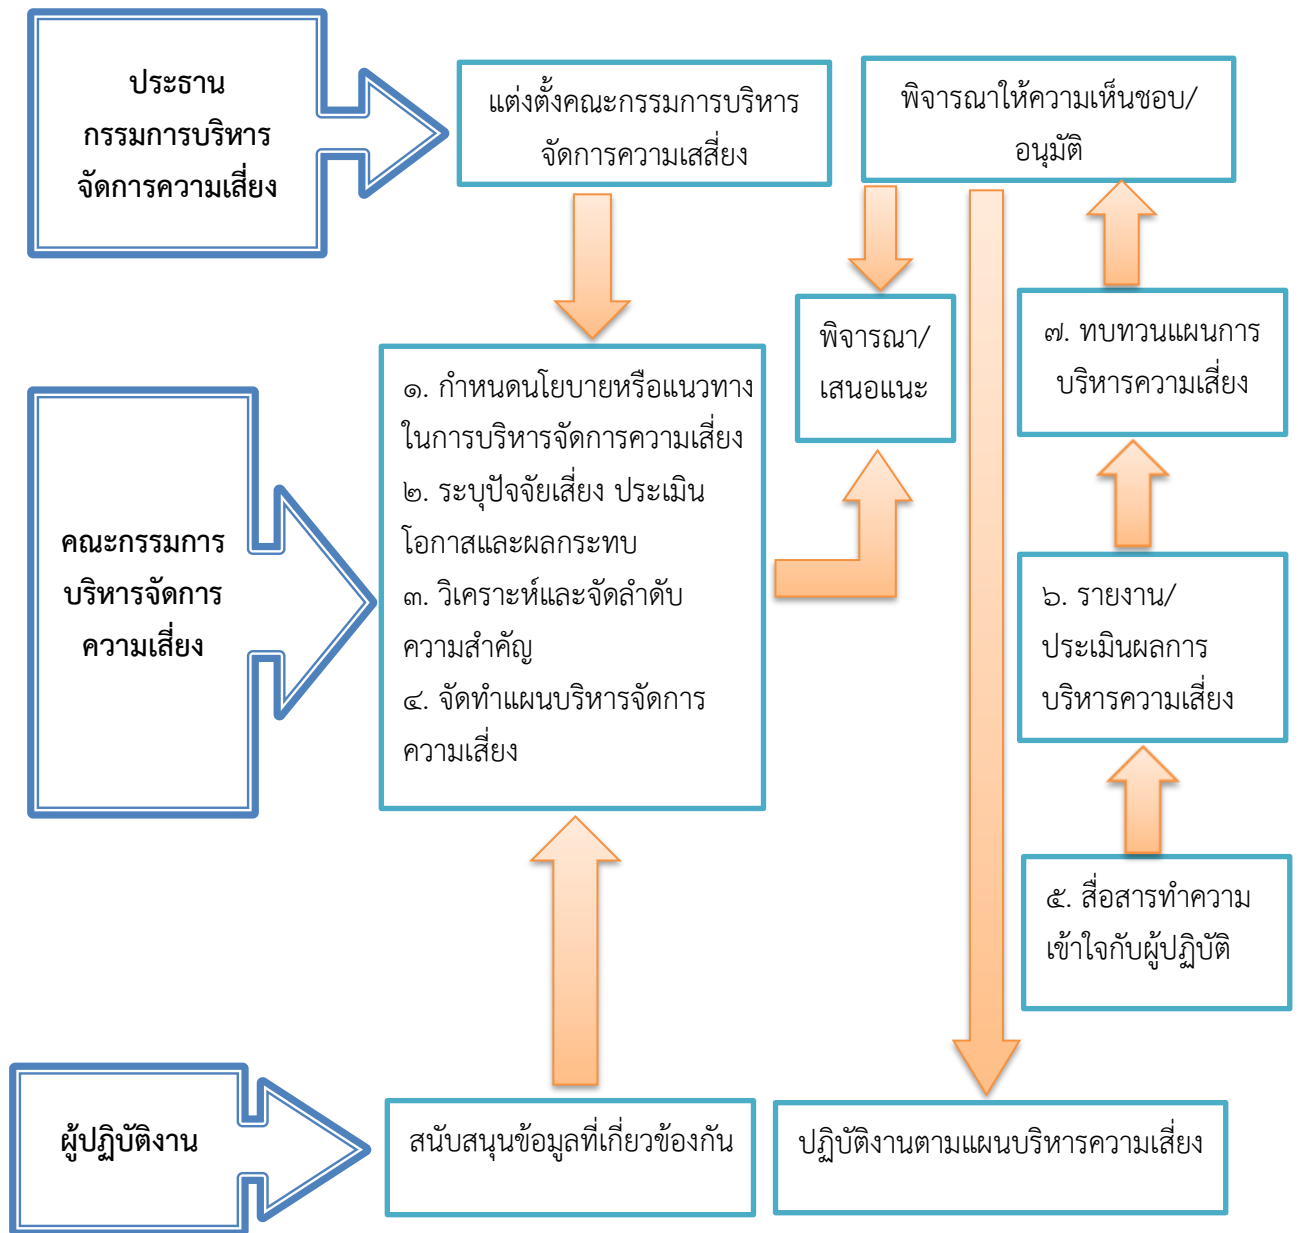 ประธาน
กรรมการบริหาร
จัดการความเสี่ยง
แต่งตั้งคณะกรรมการบริหาร
จัดการความเสสี่ยง
พิจารณาให้ความเห็นชอบ/
อนุมัติ
พิจารณา/
เสนอแนะ
๗. ทบทวนแผนการ
บริหารความเสี่ยง
คณะกรรมการ
บริหารจัดการ
ความเสี่ยง
๑. กำหนดนโยบายหรือแนวทาง
ในการบริหารจัดการความเสี่ยง
๒. ระบุปัจจัยเสี่ยง ประเมิน
โอกาสและผลกระทบ
๓. วิเคราะห์และจัดลำดับ
ความสำคัญ
๔. จัดทำแผนบริหารจัดการ
ความเสี่ยง
๖. รายงาน/
ประเมินผลการ
บริหารความเสี่ยง
๕. สื่อสารทำความ
เข้าใจกับผู้ปฏิบัติ
ผู้ปฏิบัติงาน
สนับสนุนข้อมูลที่เกี่ยวข้องกัน
ปฏิบัติงานตามแผนบริหารความเสี่ยง